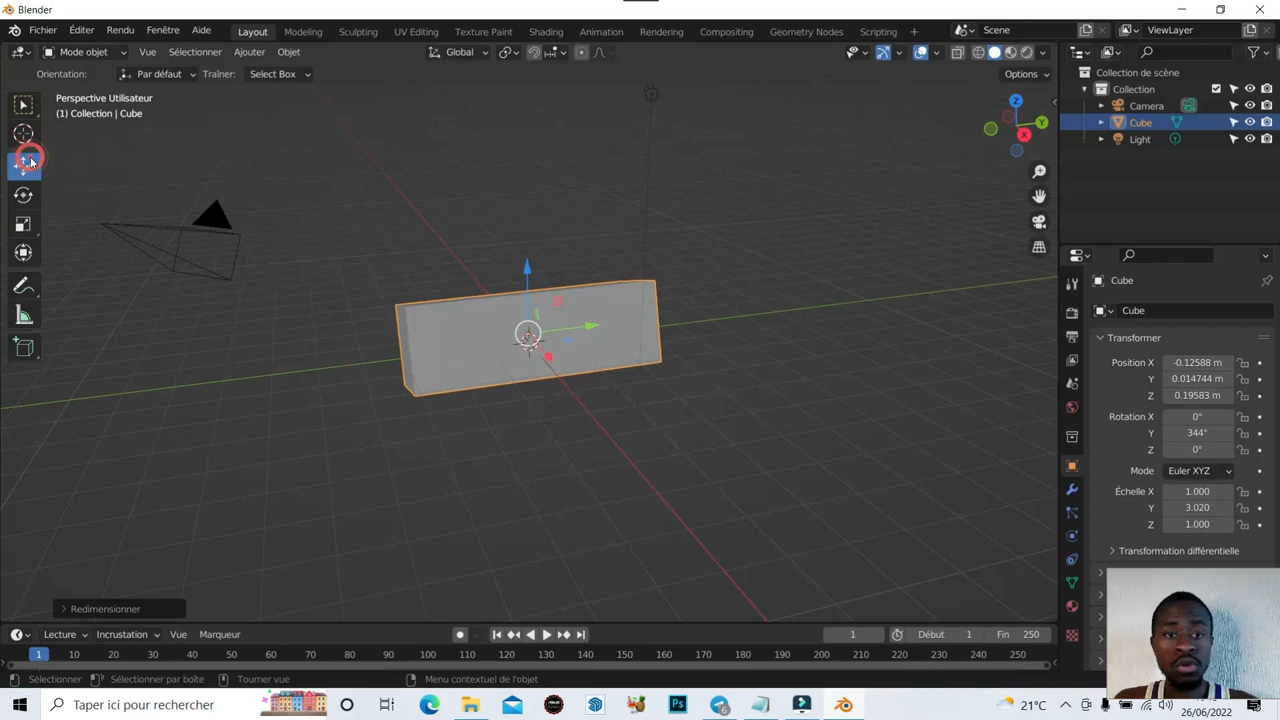 Blender
Fichier Éditer Rendu Fenêtre Aide Layout Modeling Sculpting UV Editing Texture Paint Shading Animation Rendering Compositing Geometry Nodes Scripting + Scene ViewLayer
Mode objet Vue Sélectionner Ajouter Objet Global
Orientation: Par défaut Traîner: Select Box Options
Perspective Utilisateur
(1) Collection | Cube
Z
Y
X
Collection de scène
Collection
Camera
Cube
Light
Cube
Cube
Transformer
Position X -0.12588 m
Y 0.014744 m
Z 0.19583 m
Rotation X 0°
Y 344°
Z 0°
Mode Euler XYZ
Échelle X 1.000
Y 3.020
Z 1.000
Transformation différentielle
Redimensionner
Lecture Incrustation Vue Marqueur 1 Début 1 Fin 250
1 10 20 30 40 50 60 70 80 90 100 110 120 130 140 150 160 170 180 190 200 210 220 230 240 250
Sélectionner Sélectionner par boîte Tourner vue Menu contextuel de l'objet
Taper ici pour rechercher Ps 6 21°C
26/06/2022